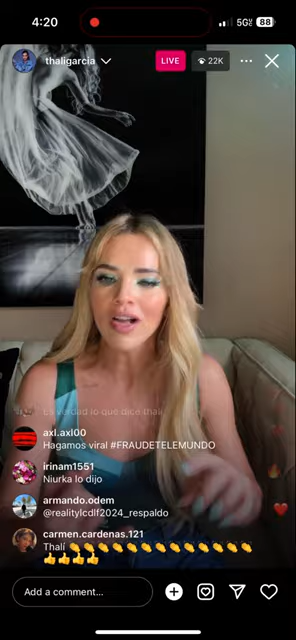 4:20
5G
88
thaligarcia
LIVE
22K
Es verdad lo que dice thali
axl.axl00
Hagamos viral #FRAUDETELEMUNDO
irinam1551
Niurka lo dijo
armando.odem
@realitylcdlf2024_respaldo
carmen.cardenas.121
Thalí 👏👏👏👏👏👏👏👏👏👏👏👏👏
👍👍👍👍
Add a comment...